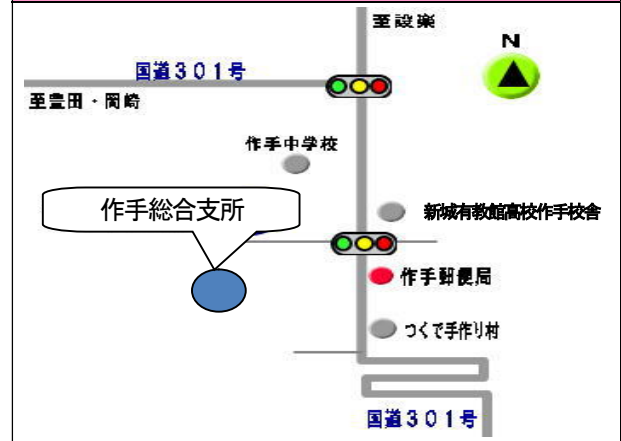 至設楽
N
国道301号
至豊田・岡崎
作手中学校
作手総合支所
新城有教館高校作手校舎
作手郵便局
つくで手作り村
国道301号